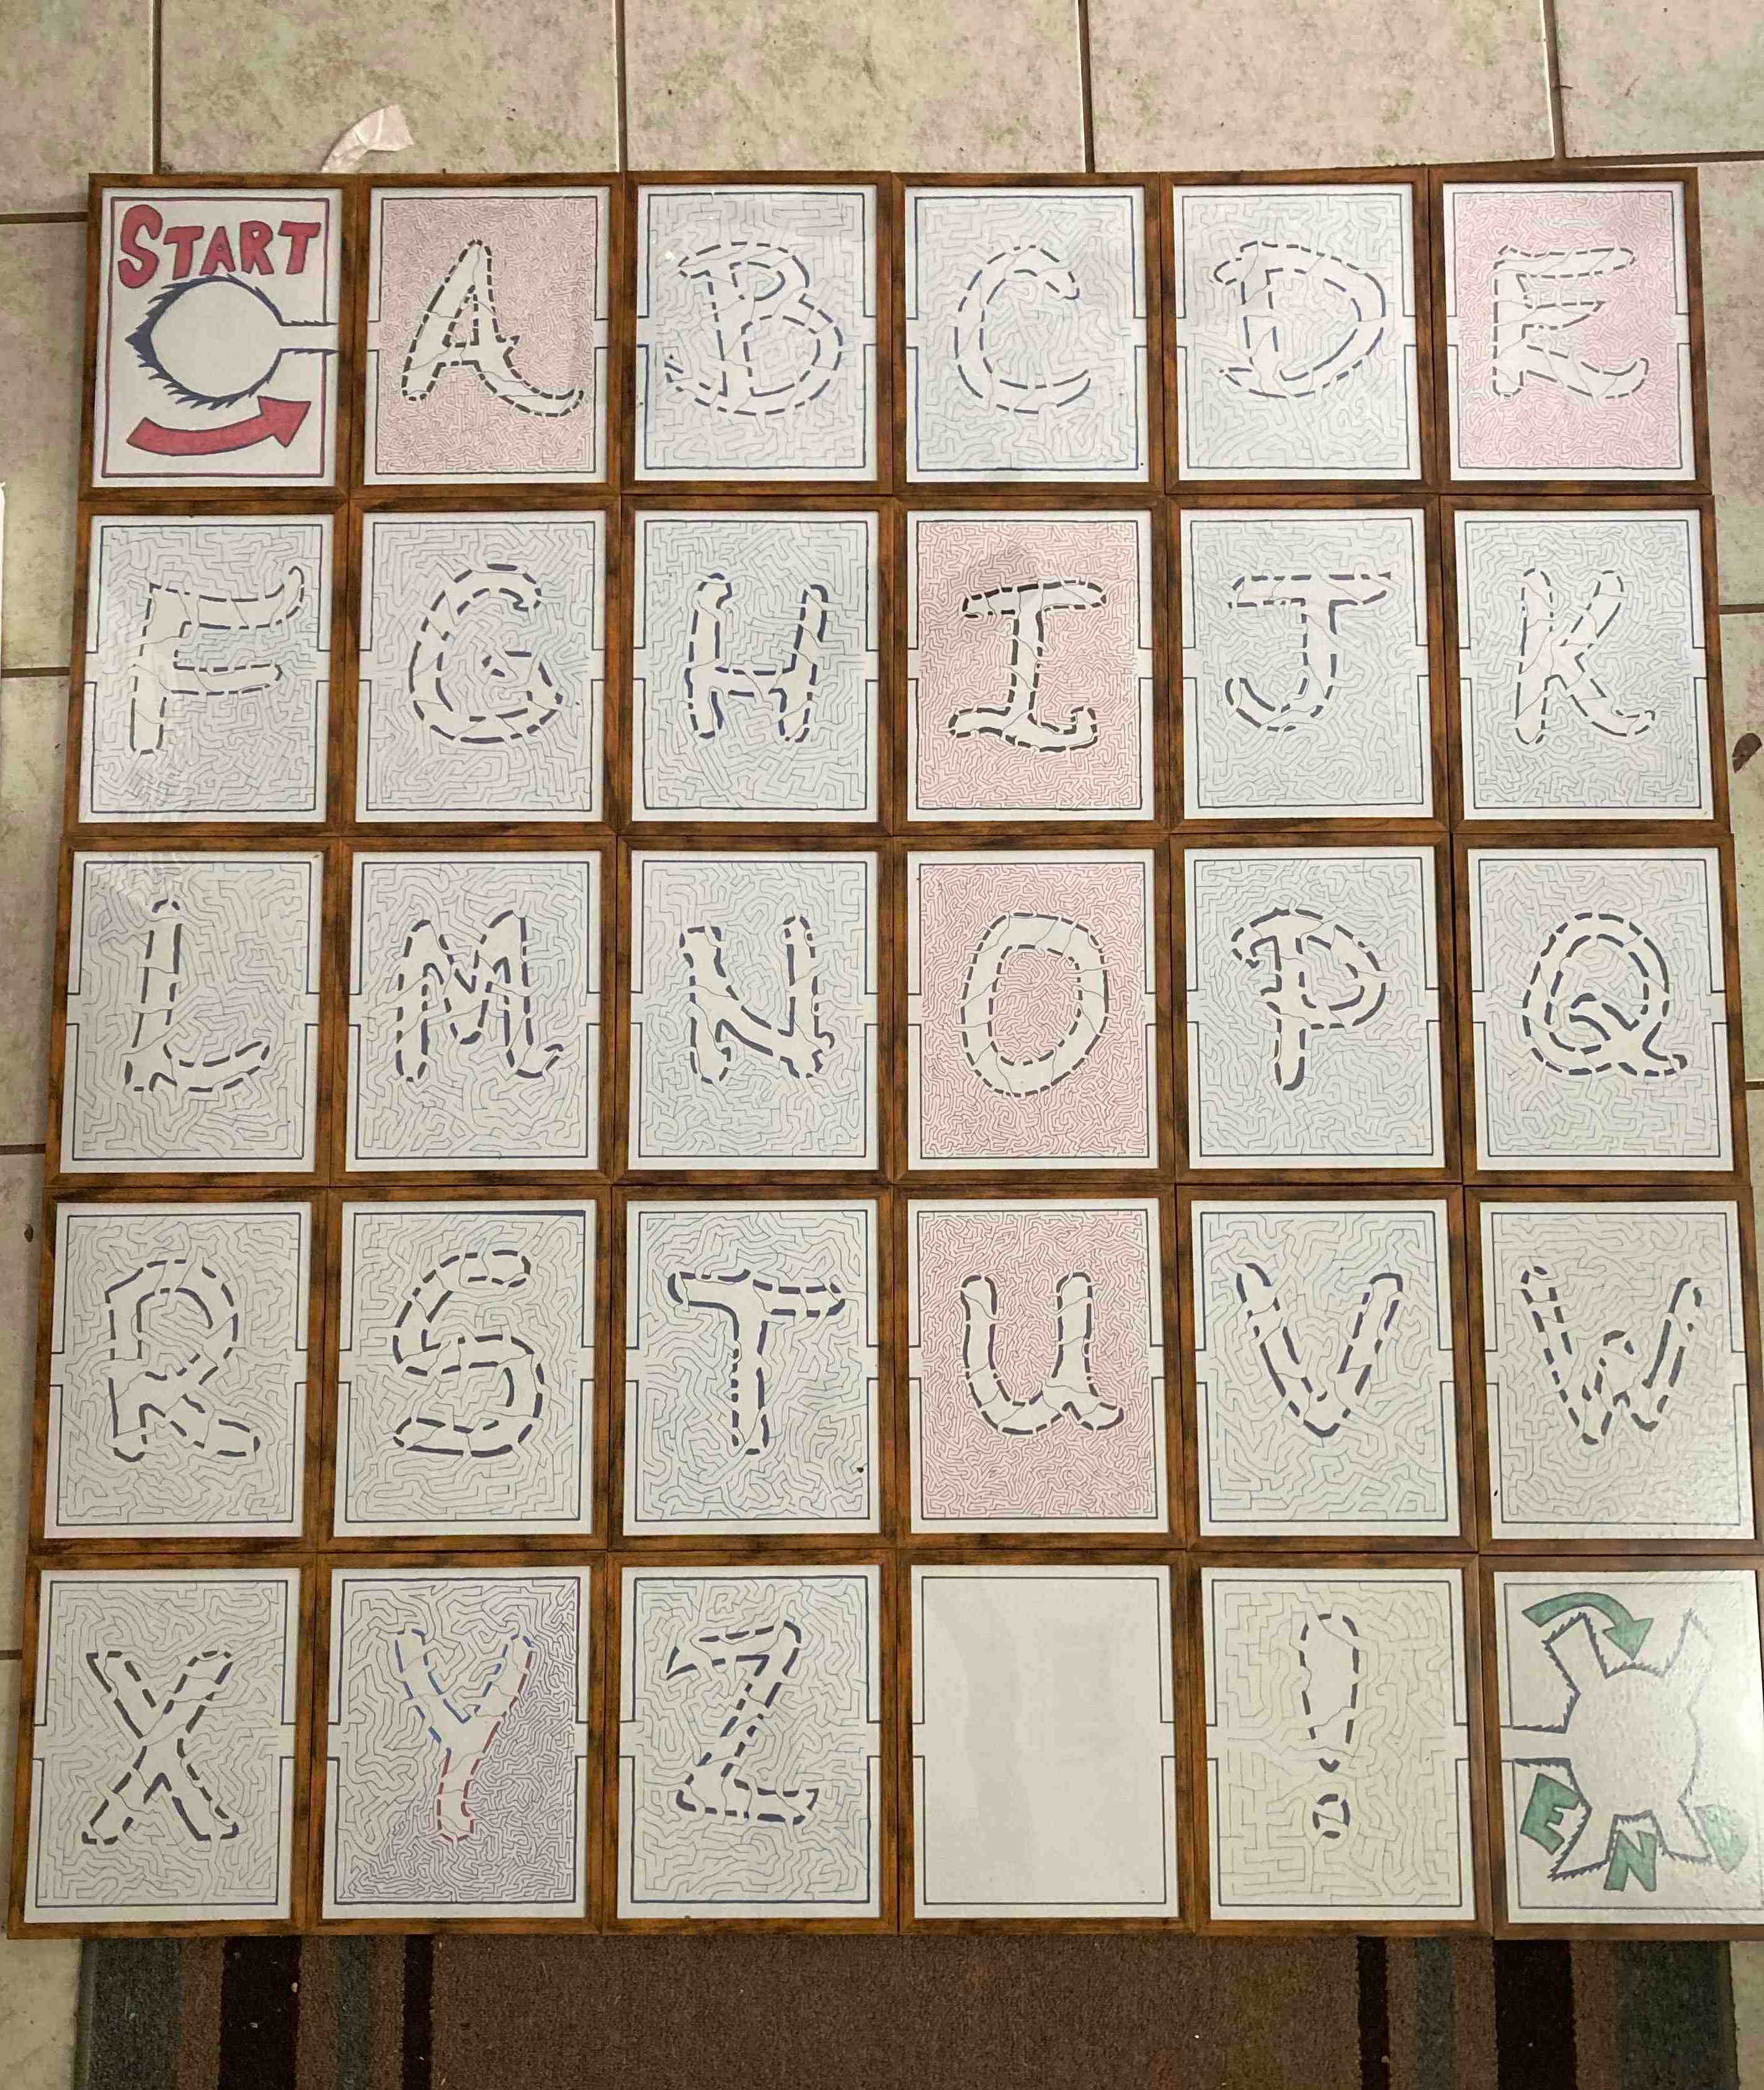 START
A B C D E
F G H I J K
L M N O P Q
R S T U V W
X Y Z !
END